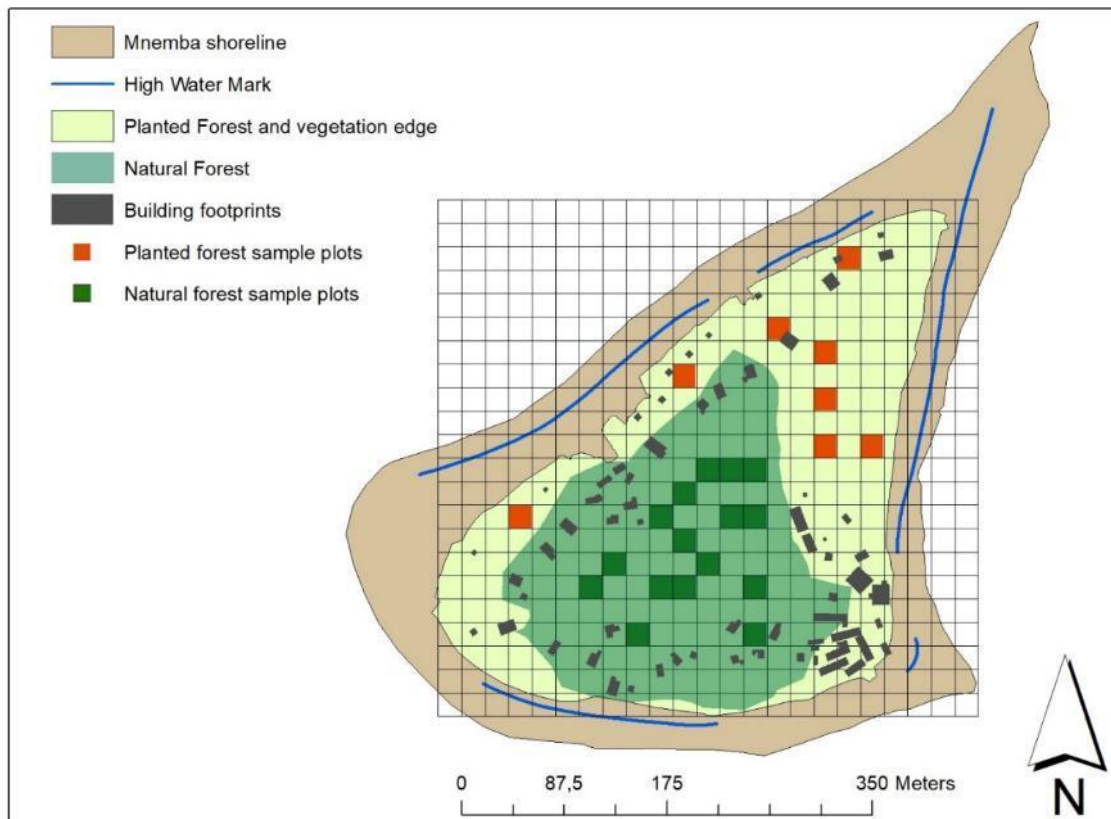 Mnemba shoreline
High Water Mark
Planted Forest and vegetation edge
Natural Forest
Building footprints
Planted forest sample plots
Natural forest sample plots
0 87,5 175 350 Meters
N